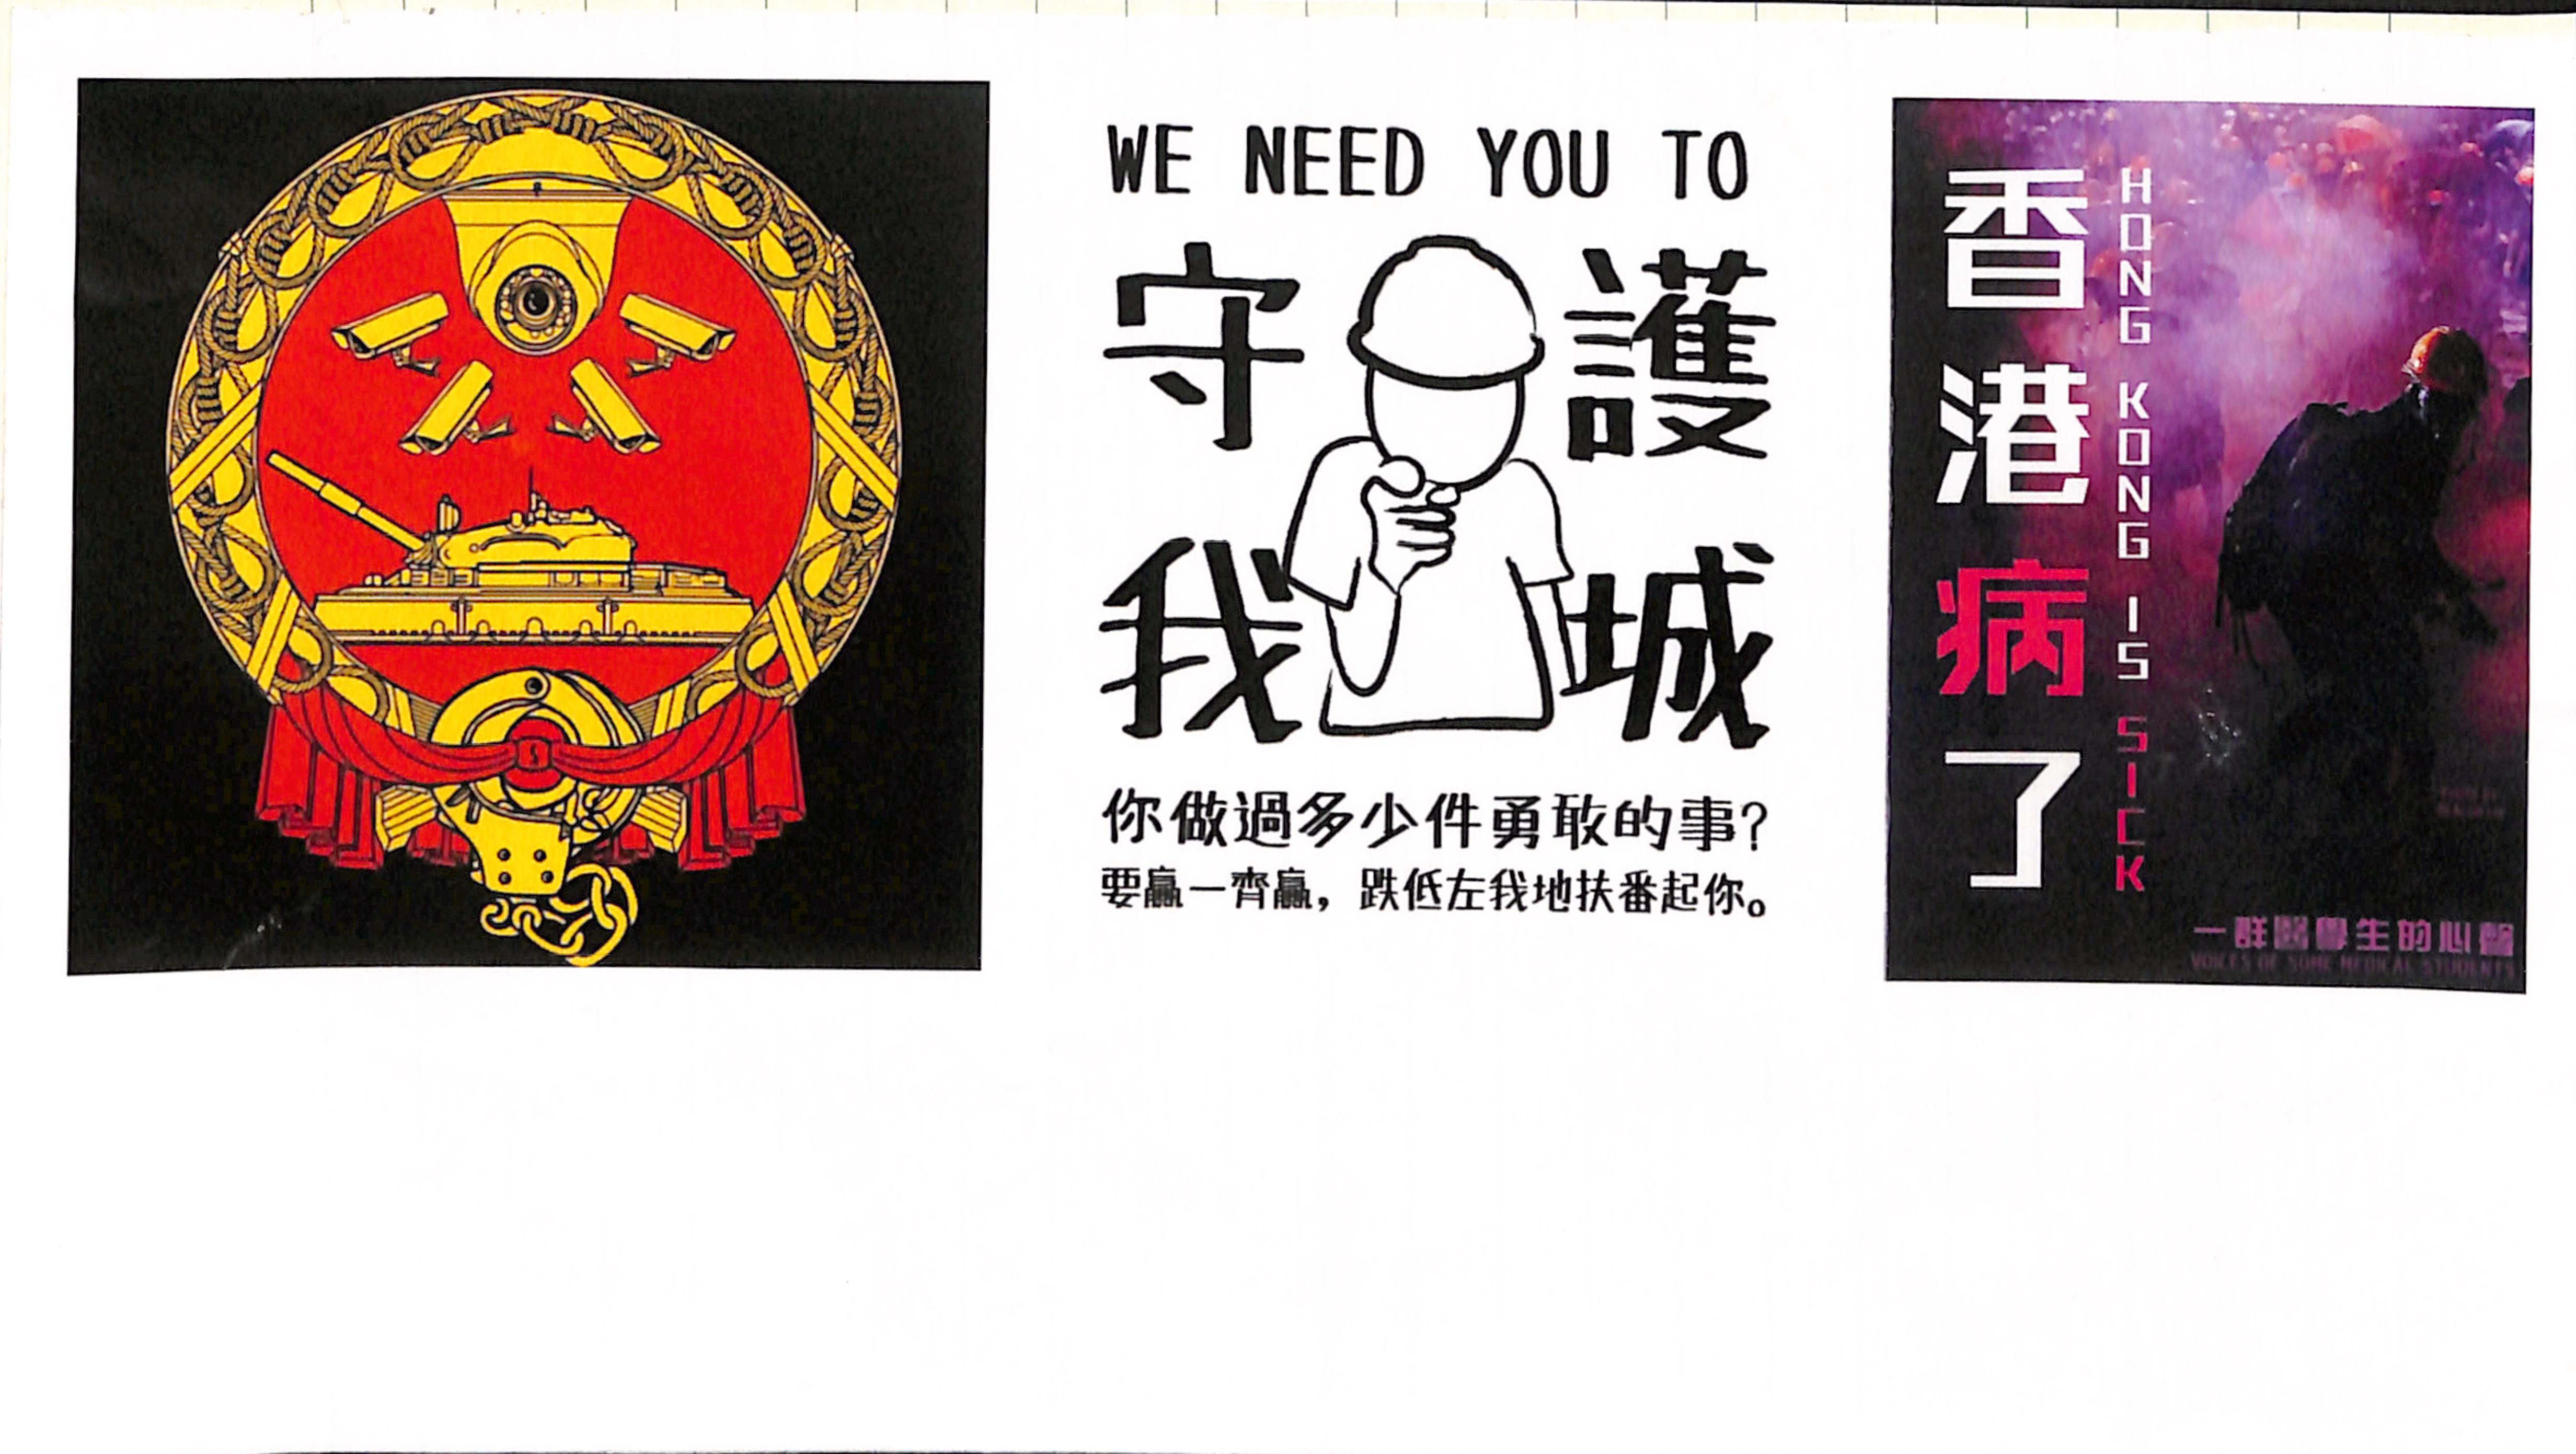 WE NEED YOU TO
守護
我城
你做過多少件勇敢的事?
要贏一齊贏，跌低左我地扶番起你。
香港病了
HONG KONG IS SICK
一群醫學生的心聲
VOICES OF SOME MEDICAL STUDENTS